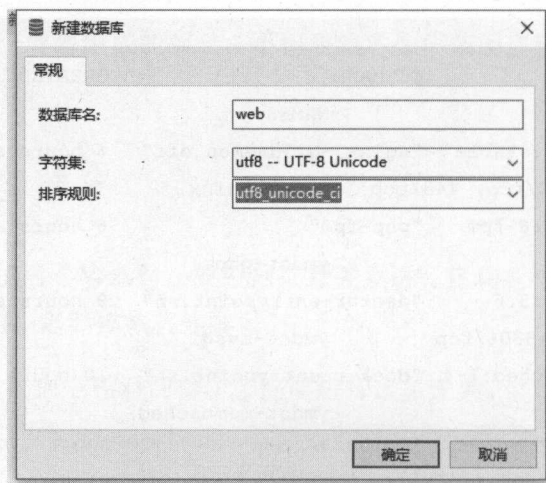 新建数据库
常规
数据库名: web
字符集: utf8 -- UTF-8 Unicode
排序规则: utf8_unicode_ci
确定 取消